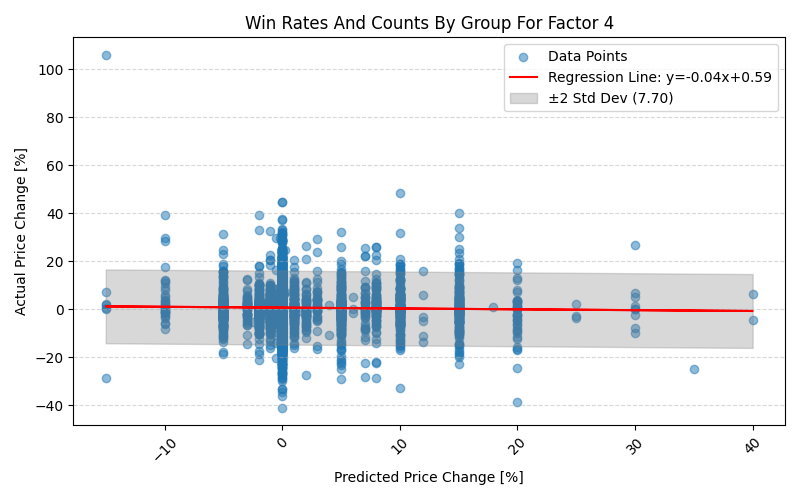 Win Rates And Counts By Group For Factor 4
Data Points
Regression Line: y=-0.04x+0.59
±2 Std Dev (7.70)
Actual Price Change [%]
100
80
60
40
20
0
−20
−40
−10
0
10
20
30
40
Predicted Price Change [%]